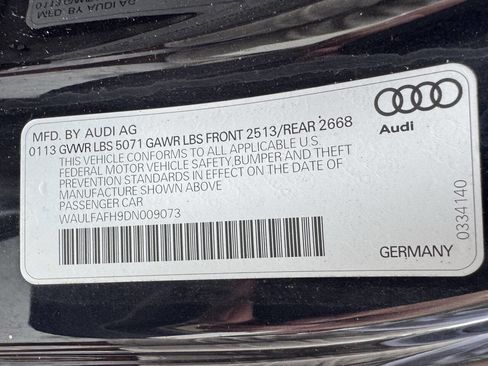 MFD. BY AUDI AG
0113 GVWR LBS 5071 GAWR LBS FRONT 2513/REAR 2668
THIS VEHICLE CONFORMS TO ALL APPLICABLE U.S
FEDERAL MOTOR VEHICLE SAFETY, BUMPER AND THEFT
PREVENTION STANDARDS IN EFFECT ON THE DATE OF
MANUFACTURE SHOWN ABOVE
PASSENGER CAR
WAULFAFH9DN009073
Audi
0334140
GERMANY